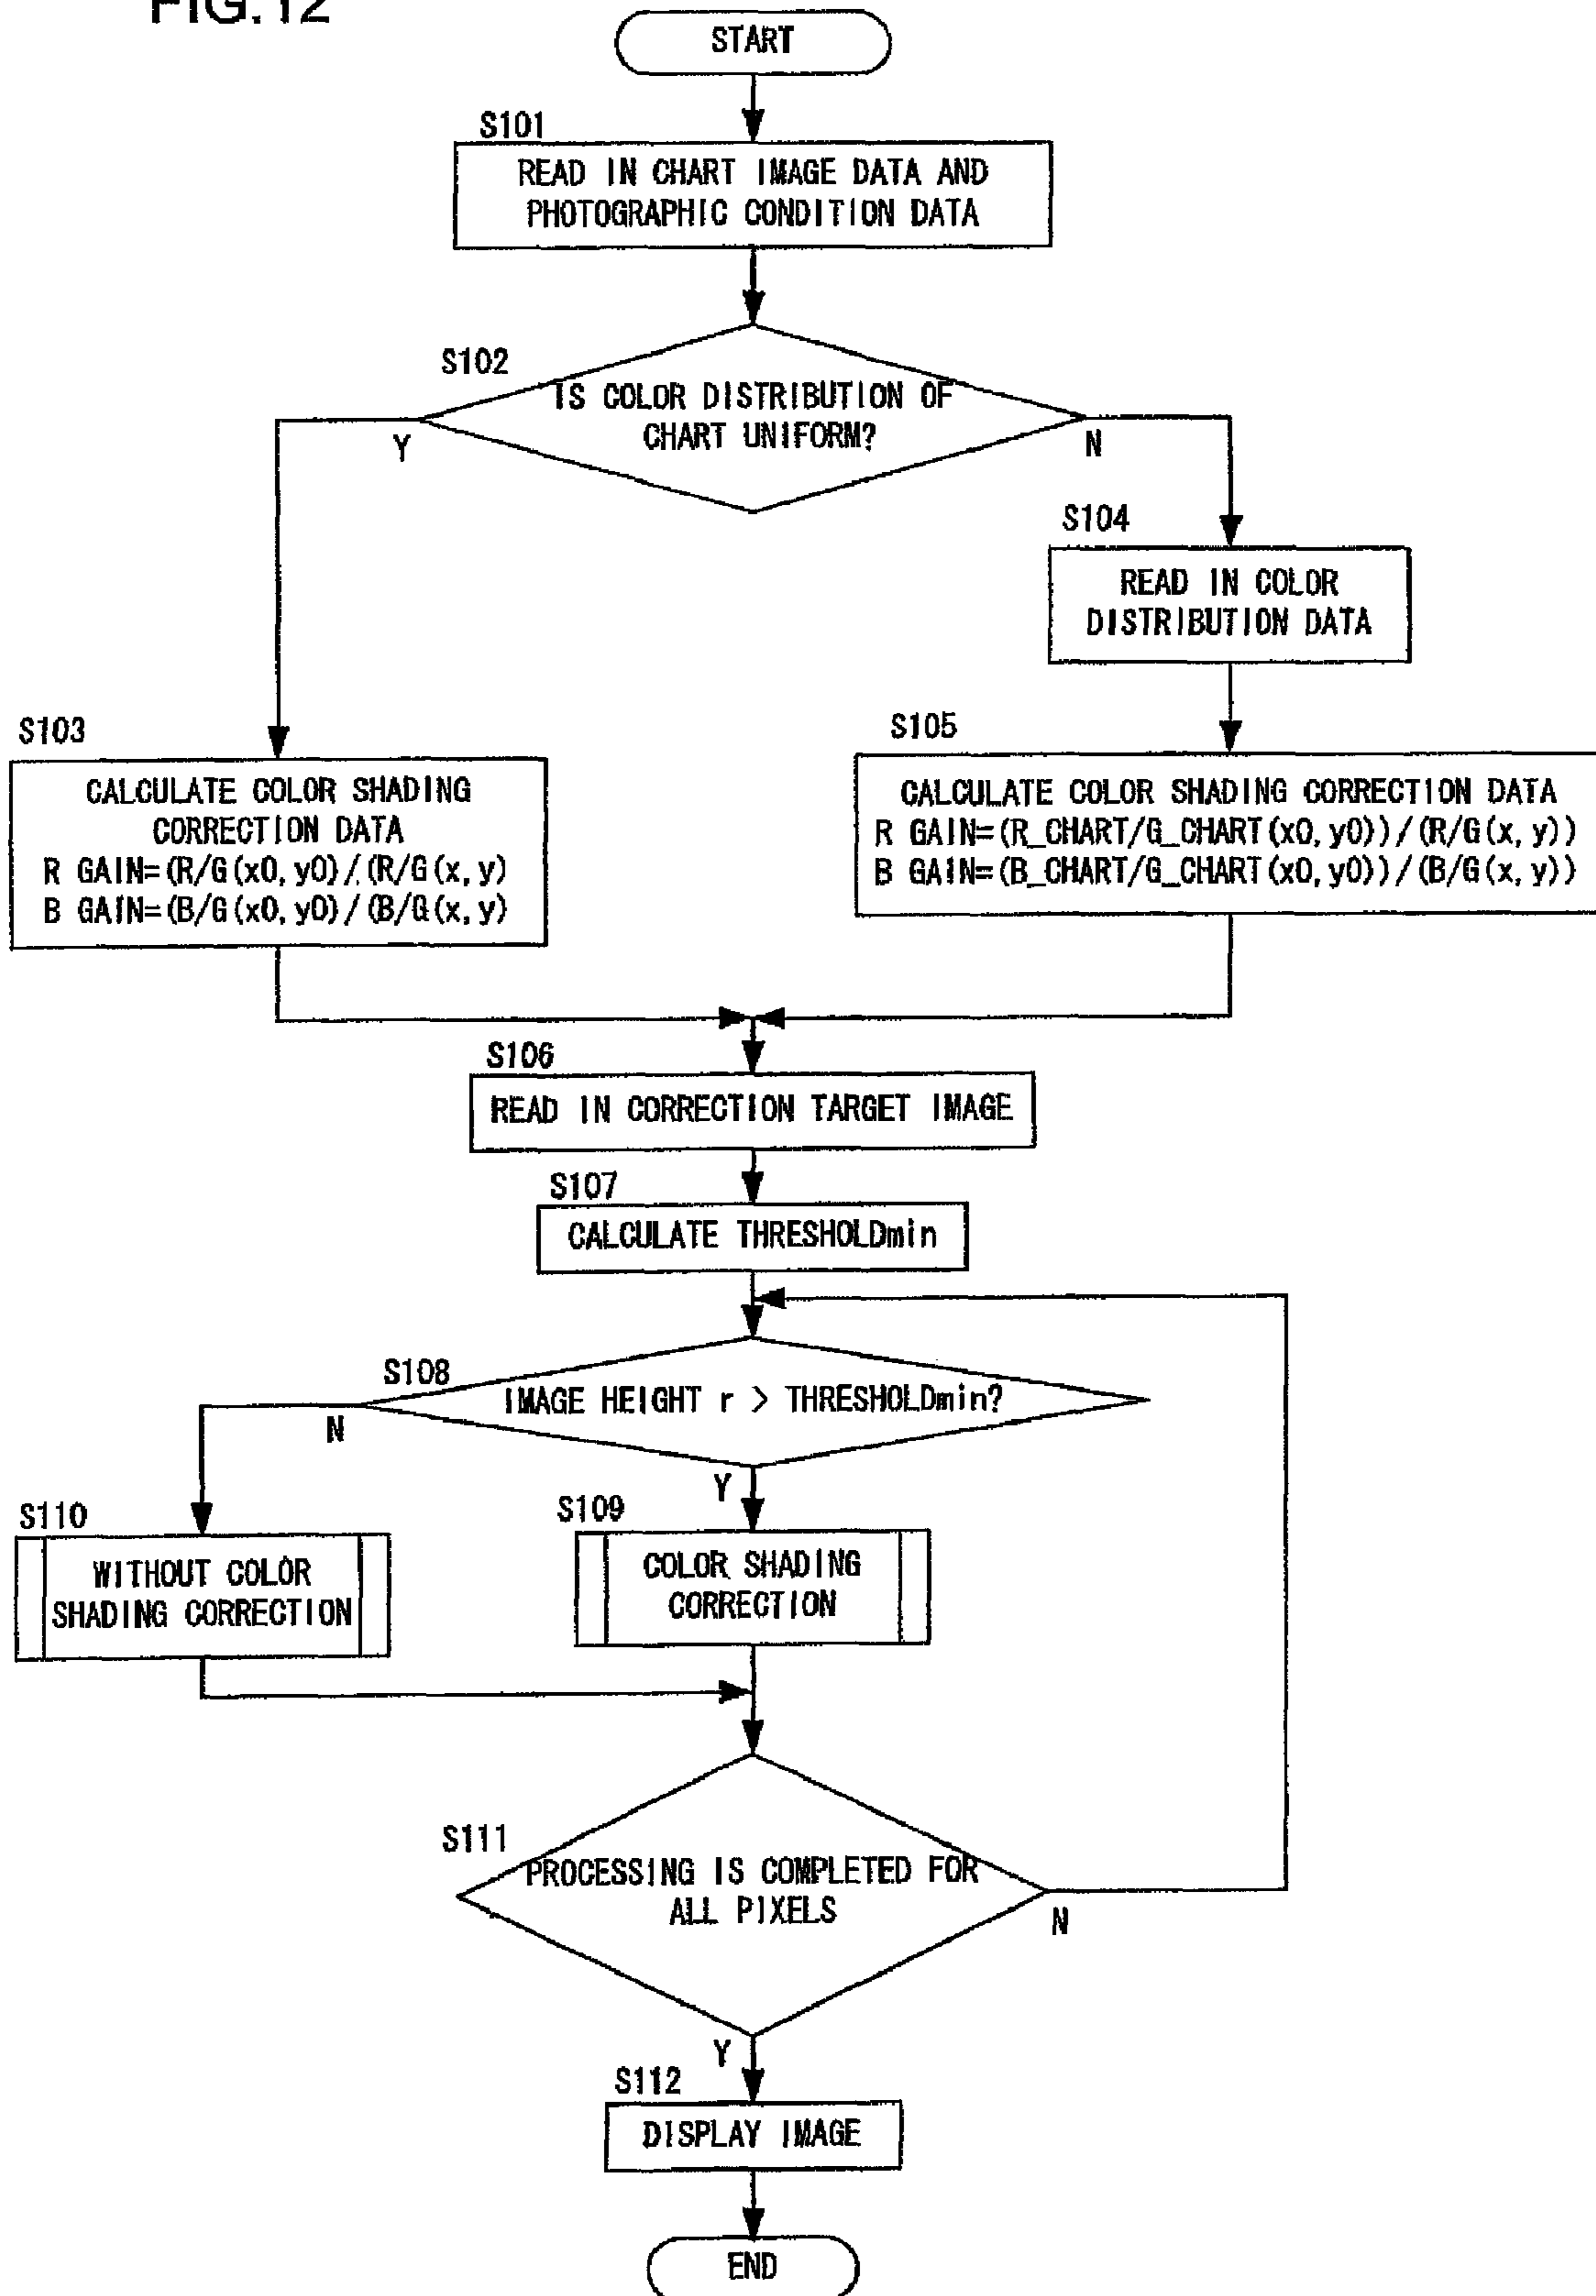 FIG.12
START
S101
READ IN CHART IMAGE DATA AND
PHOTOGRAPHIC CONDITION DATA
S102
IS COLOR DISTRIBUTION OF
CHART UNIFORM?
Y
N
S104
READ IN COLOR
DISTRIBUTION DATA
S103
CALCULATE COLOR SHADING
CORRECTION DATA
R GAIN=(R/G(x0,y0)/(R/G(x,y)
B GAIN=(B/G(x0,y0)/(B/G(x,y)
S105
CALCULATE COLOR SHADING CORRECTION DATA
R GAIN=(R_CHART/G_CHART(x0,y0))/(R/G(x,y))
B GAIN=(B_CHART/G_CHART(x0,y0))/(B/G(x,y))
S106
READ IN CORRECTION TARGET IMAGE
S107
CALCULATE THRESHOLDmin
S108
IMAGE HEIGHT r > THRESHOLDmin?
N
Y
S110
WITHOUT COLOR
SHADING CORRECTION
S109
COLOR SHADING
CORRECTION
S111
PROCESSING IS COMPLETED FOR
ALL PIXELS
N
Y
S112
DISPLAY IMAGE
END